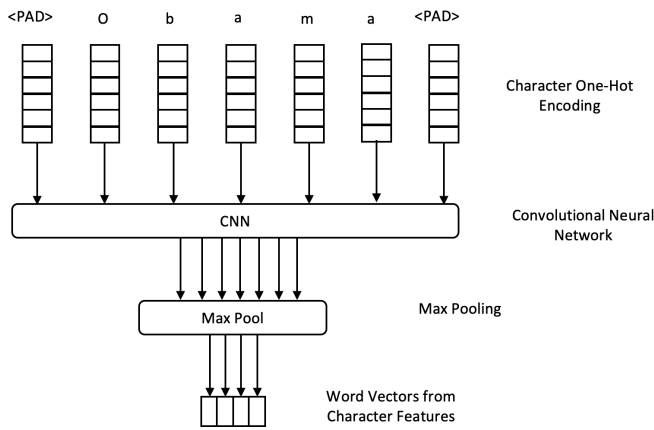 <PAD> O b a m a <PAD>
Character One-Hot
Encoding
CNN
Convolutional Neural
Network
Max Pool
Max Pooling
Word Vectors from
Character Features